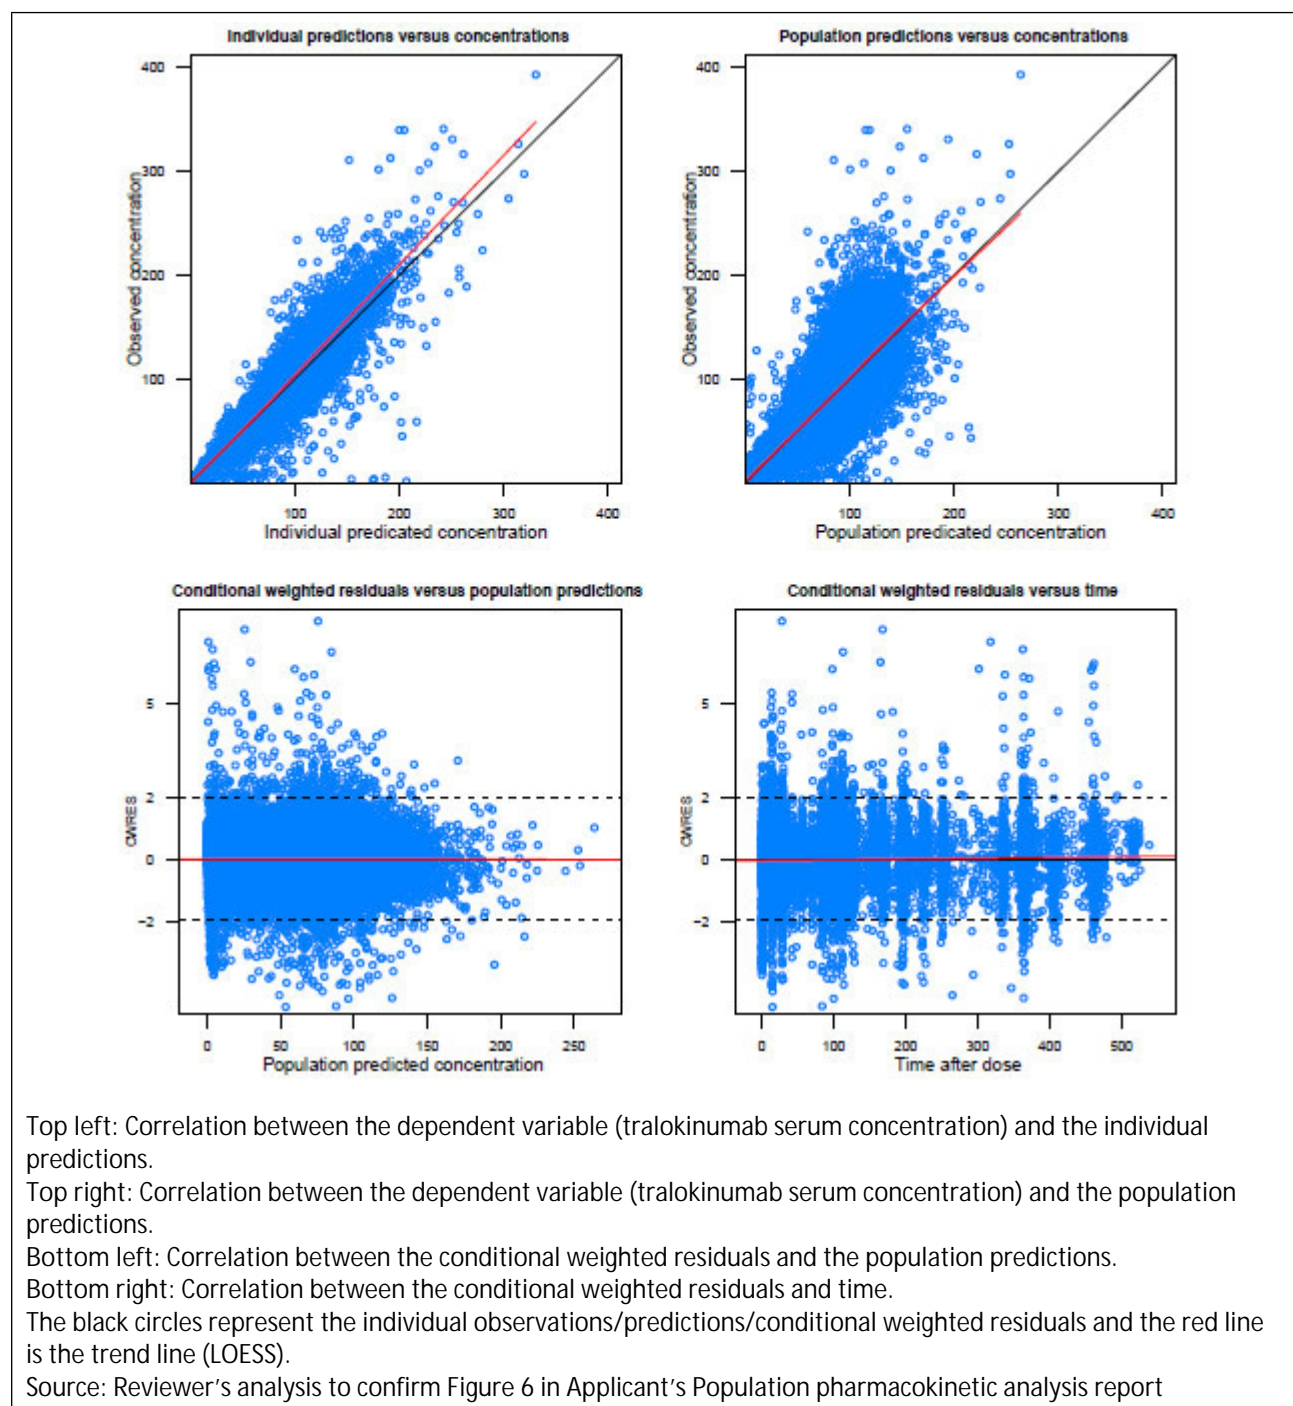 Individual predictions versus concentrations
400
300
200
100
Observed concentration
100 200 300 400
Individual predicated concentration
Population predictions versus concentrations
400
300
200
100
Observed concentration
100 200 300 400
Population predicated concentration
Conditional weighted residuals versus population predictions
5
2
0
-2
CWRES
0 50 100 150 200 250
Population predicted concentration
Conditional weighted residuals versus time
5
2
0
-2
CWRES
0 100 200 300 400 500
Time after dose
Top left: Correlation between the dependent variable (tralokinumab serum concentration) and the individual
predictions.
Top right: Correlation between the dependent variable (tralokinumab serum concentration) and the population
predictions.
Bottom left: Correlation between the conditional weighted residuals and the population predictions.
Bottom right: Correlation between the conditional weighted residuals and time.
The black circles represent the individual observations/predictions/conditional weighted residuals and the red line
is the trend line (LOESS).
Source: Reviewer's analysis to confirm Figure 6 in Applicant's Population pharmacokinetic analysis report